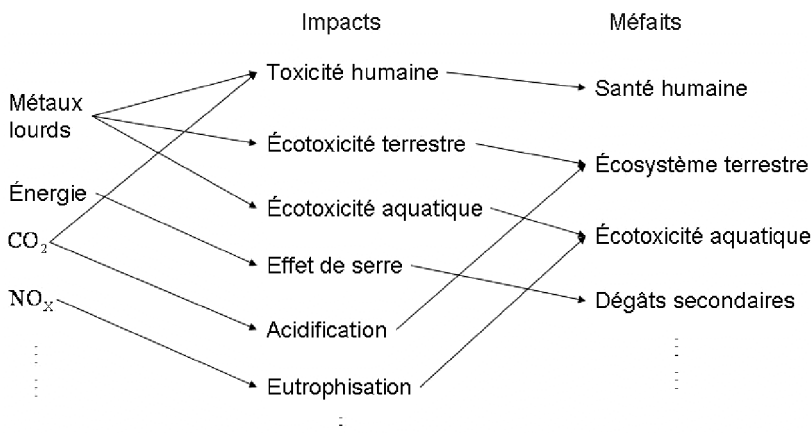 Impacts
Méfaits
Métaux
lourds
Énergie
CO₂
NOₓ
Toxicité humaine
Écotoxicité terrestre
Écotoxicité aquatique
Effet de serre
Acidification
Eutrophisation
Santé humaine
Écosystème terrestre
Écotoxicité aquatique
Dégâts secondaires